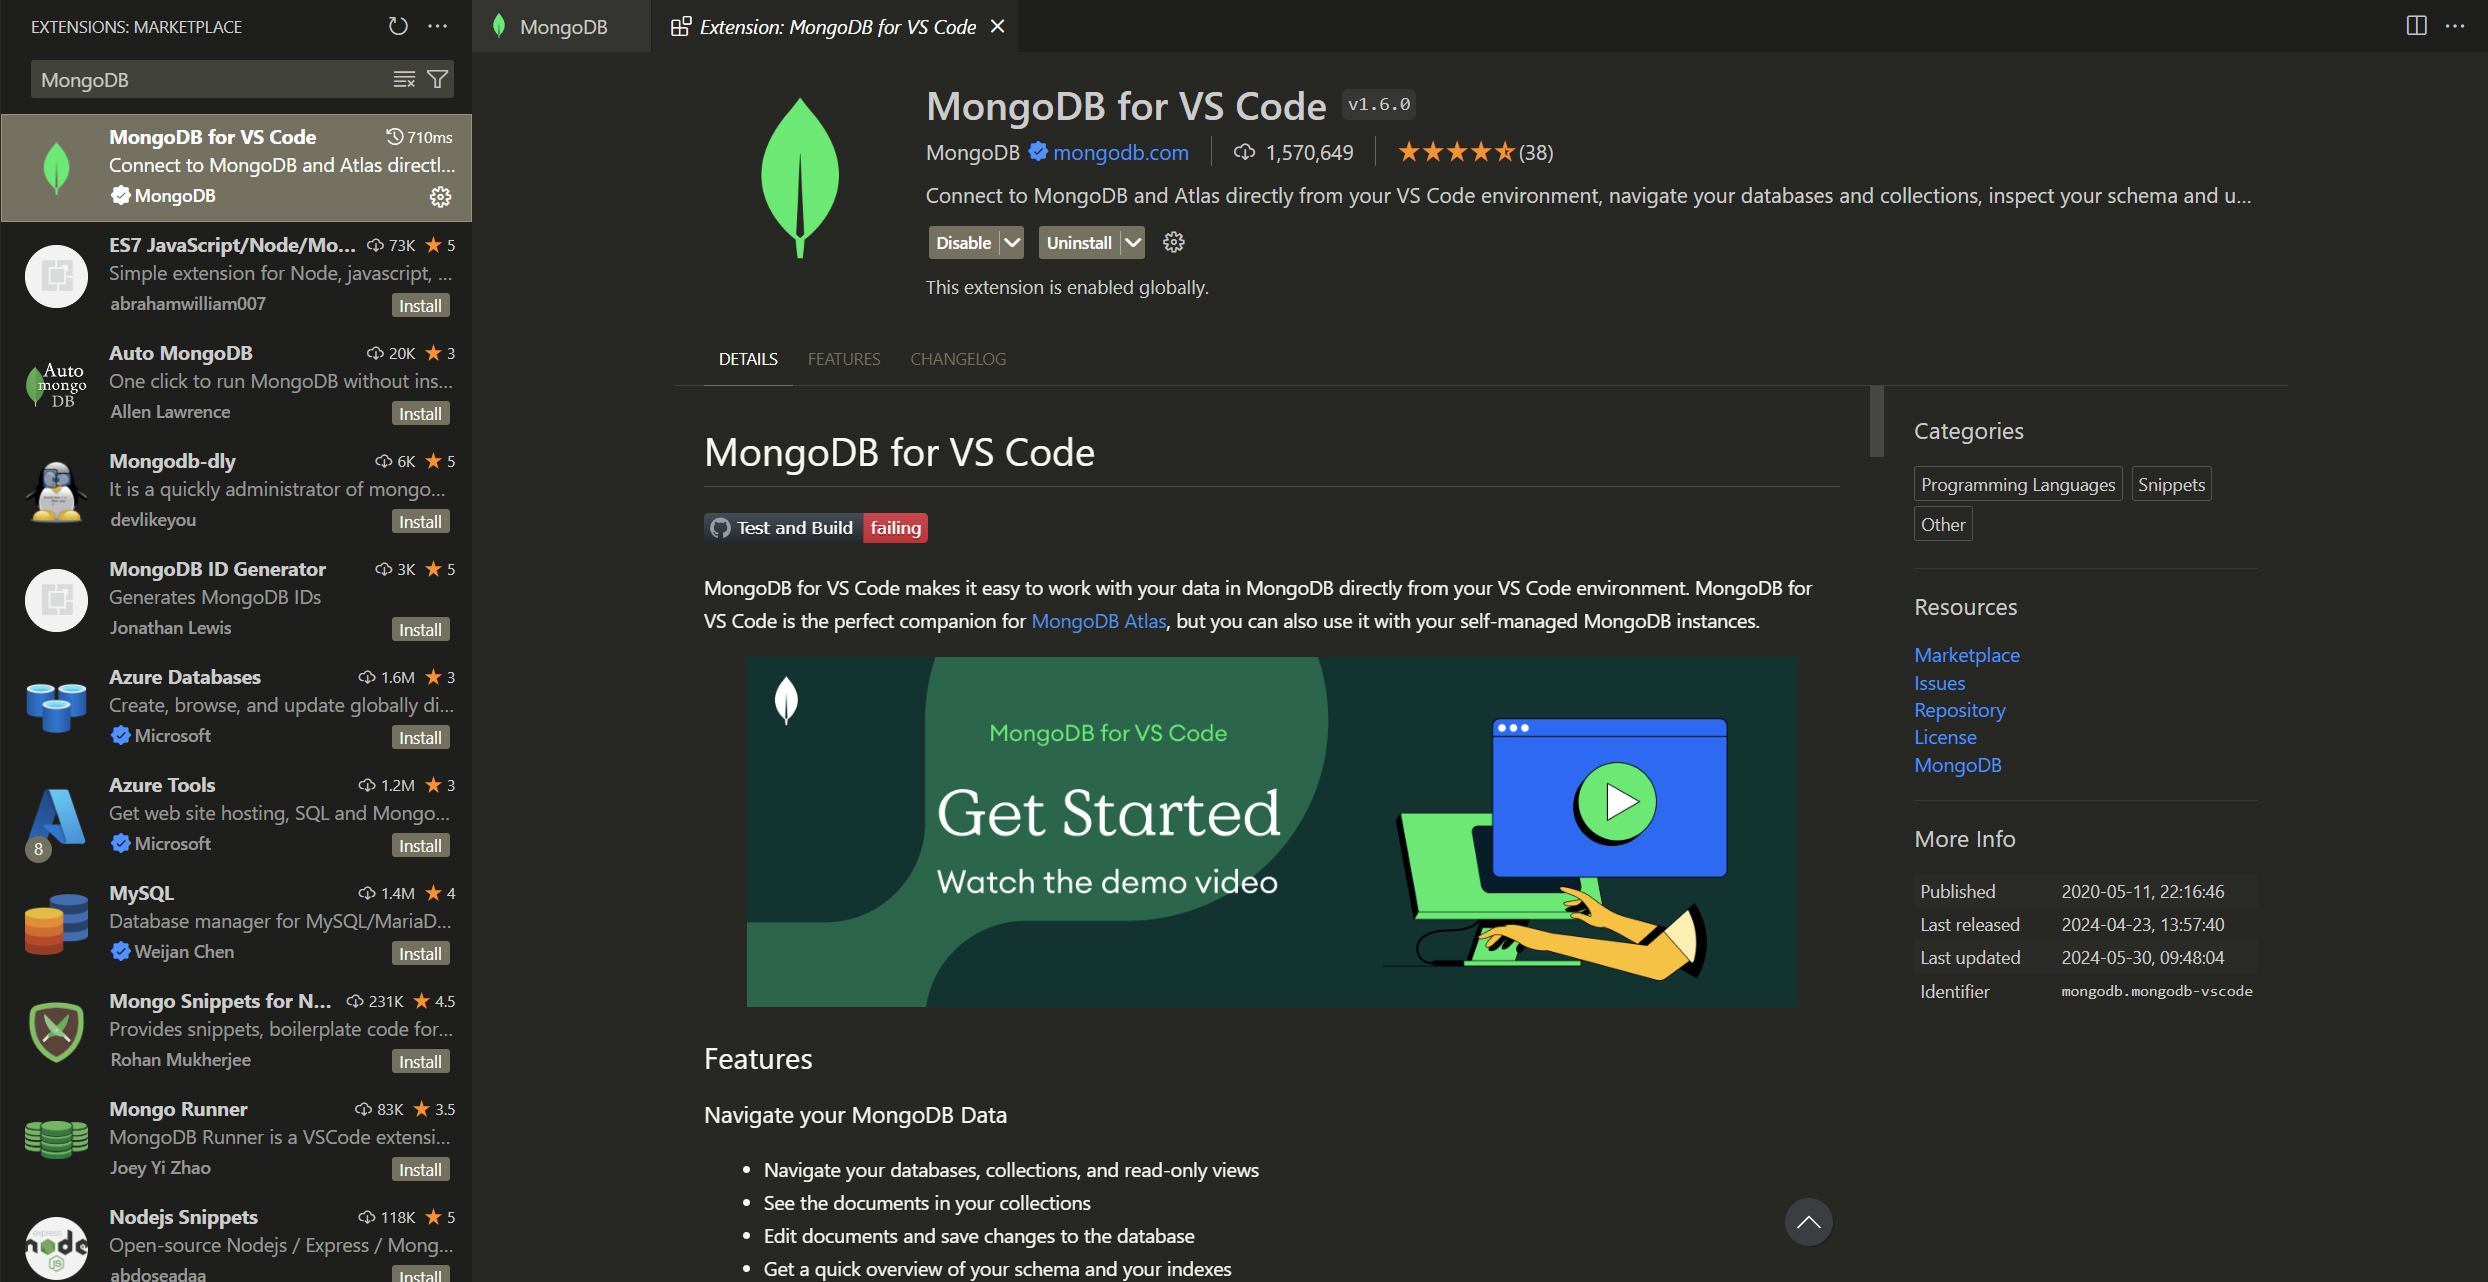 EXTENSIONS: MARKETPLACE
MongoDB
MongoDB for VS Code 710ms
Connect to MongoDB and Atlas directl...
MongoDB
ES7 JavaScript/Node/Mo... 73K 5
Simple extension for Node, javascript, ...
abrahamwilliam007 Install
Auto mongo DB
Auto MongoDB 20K 3
One click to run MongoDB without ins...
Allen Lawrence Install
Mongodb-dly 6K 5
It is a quickly administrator of mongo...
devlikeyou Install
MongoDB ID Generator 3K 5
Generates MongoDB IDs
Jonathan Lewis Install
Azure Databases 1.6M 3
Create, browse, and update globally di...
Microsoft Install
Azure Tools 1.2M 3
Get web site hosting, SQL and Mongo...
8 Microsoft Install
MySQL 1.4M 4
Database manager for MySQL/MariaD...
Weijan Chen Install
Mongo Snippets for N... 231K 4.5
Provides snippets, boilerplate code for...
Rohan Mukherjee Install
Mongo Runner 83K 3.5
MongoDB Runner is a VSCode extensi...
Joey Yi Zhao Install
Nodejs Snippets 118K 5
Open-source Nodejs / Express / Mong...
abdoseadaa Install
express
node
JS
MongoDB
Extension: MongoDB for VS Code
MongoDB for VS Code v1.6.0
MongoDB mongodb.com 1,570,649 (38)
Connect to MongoDB and Atlas directly from your VS Code environment, navigate your databases and collections, inspect your schema and u...
Disable Uninstall
This extension is enabled globally.
DETAILS FEATURES CHANGELOG
MongoDB for VS Code
Test and Build failing
MongoDB for VS Code makes it easy to work with your data in MongoDB directly from your VS Code environment. MongoDB for
VS Code is the perfect companion for MongoDB Atlas, but you can also use it with your self-managed MongoDB instances.
MongoDB for VS Code
Get Started
Watch the demo video
Features
Navigate your MongoDB Data
• Navigate your databases, collections, and read-only views
• See the documents in your collections
• Edit documents and save changes to the database
• Get a quick overview of your schema and your indexes
Categories
Programming Languages Snippets
Other
Resources
Marketplace
Issues
Repository
License
MongoDB
More Info
Published 2020-05-11, 22:16:46
Last released 2024-04-23, 13:57:40
Last updated 2024-05-30, 09:48:04
Identifier mongodb.mongodb-vscode